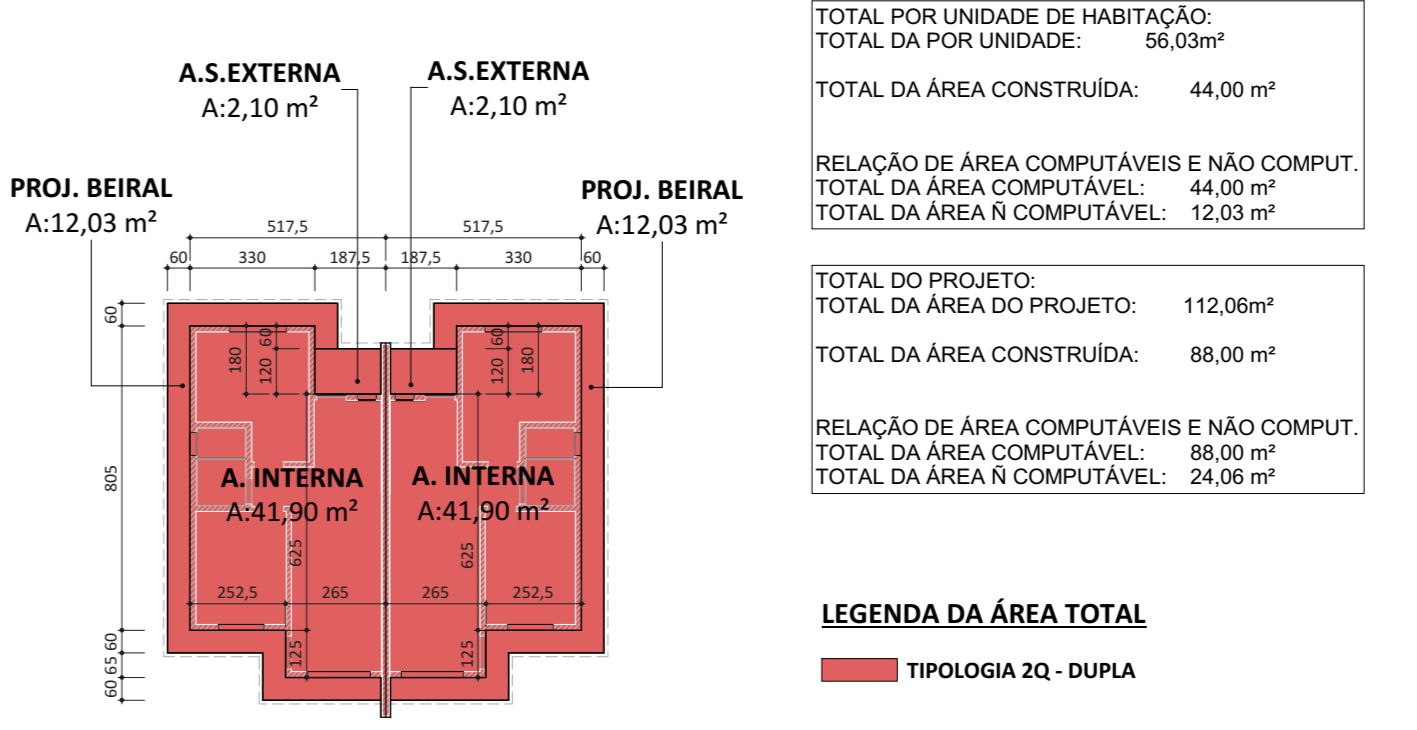 A.S.EXTERNA
A:2,10 m²
A.S.EXTERNA
A:2,10 m²
PROJ. BEIRAL
A:12,03 m²
PROJ. BEIRAL
A:12,03 m²
517,5 517,5
60 330 187,5 187,5 330 60
60
180
60
120
60
120
180
805
A. INTERNA
A:41,90 m²
A. INTERNA
A:41,90 m²
625
625
252,5 265 265 252,5
125
125
60
65
60
TOTAL POR UNIDADE DE HABITAÇÃO:
TOTAL DA POR UNIDADE: 56,03m²
TOTAL DA ÁREA CONSTRUÍDA: 44,00 m²
RELAÇÃO DE ÁREA COMPUTÁVEIS E NÃO COMPUT.
TOTAL DA ÁREA COMPUTÁVEL: 44,00 m²
TOTAL DA ÁREA Ñ COMPUTÁVEL: 12,03 m²
TOTAL DO PROJETO:
TOTAL DA ÁREA DO PROJETO: 112,06m²
TOTAL DA ÁREA CONSTRUÍDA: 88,00 m²
RELAÇÃO DE ÁREA COMPUTÁVEIS E NÃO COMPUT.
TOTAL DA ÁREA COMPUTÁVEL: 88,00 m²
TOTAL DA ÁREA Ñ COMPUTÁVEL: 24,06 m²
LEGENDA DA ÁREA TOTAL
TIPOLOGIA 2Q - DUPLA